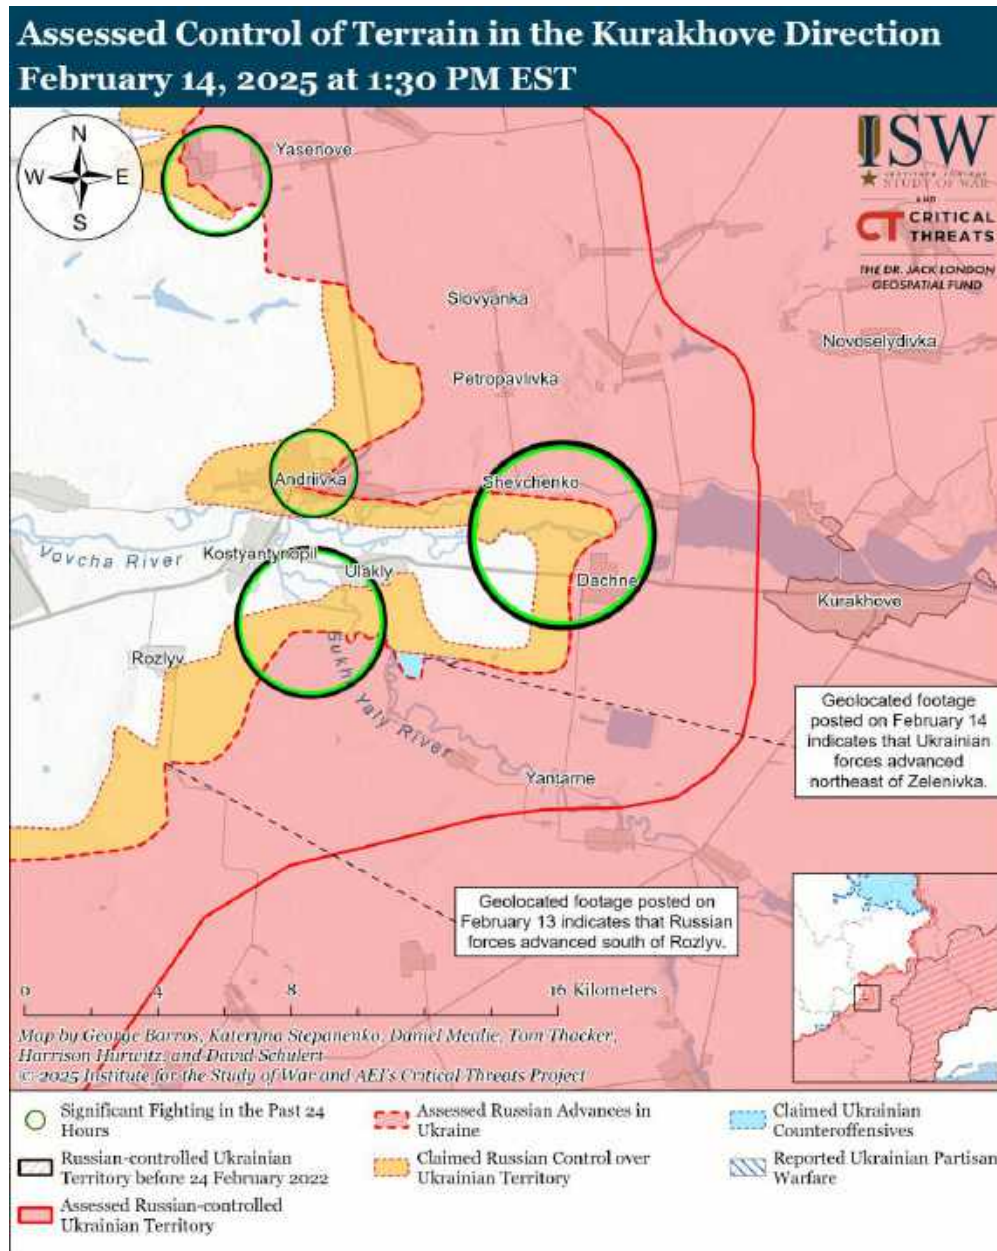 Assessed Control of Terrain in the Kurakhove Direction
February 14, 2025 at 1:30 PM EST
N
W
E
S
Yasenove
ISW
INSTITUTE FOR THE
STUDY OF WAR
AND
CT CRITICAL
THREATS
THE DR. JACK LONDON
GEOSPATIAL FUND
Slovyanka
Novoselydivka
Petropavlivka
Andriivka
Shevchenko
Vovcha River
Kostyantynopil
Ulakly
Dachne
Kurakhove
Rozlyv
Sukhi Yaly River
Geolocated footage
posted on February 14
indicates that Ukrainian
forces advanced
northeast of Zelenivka.
Yantarne
Geolocated footage posted on
February 13 indicates that Russian
forces advanced south of Rozlyv.
0 4 8 16 Kilometers
Map by George Barros, Kateryna Stepanenko, Daniel Mealie, Tom Thacker,
Harrison Hurwitz, and David Schulert
© 2025 Institute for the Study of War and AEI's Critical Threats Project
Significant Fighting in the Past 24
Hours
Russian-controlled Ukrainian
Territory before 24 February 2022
Assessed Russian-controlled
Ukrainian Territory
Assessed Russian Advances in
Ukraine
Claimed Russian Control over
Ukrainian Territory
Claimed Ukrainian
Counteroffensives
Reported Ukrainian Partisan
Warfare